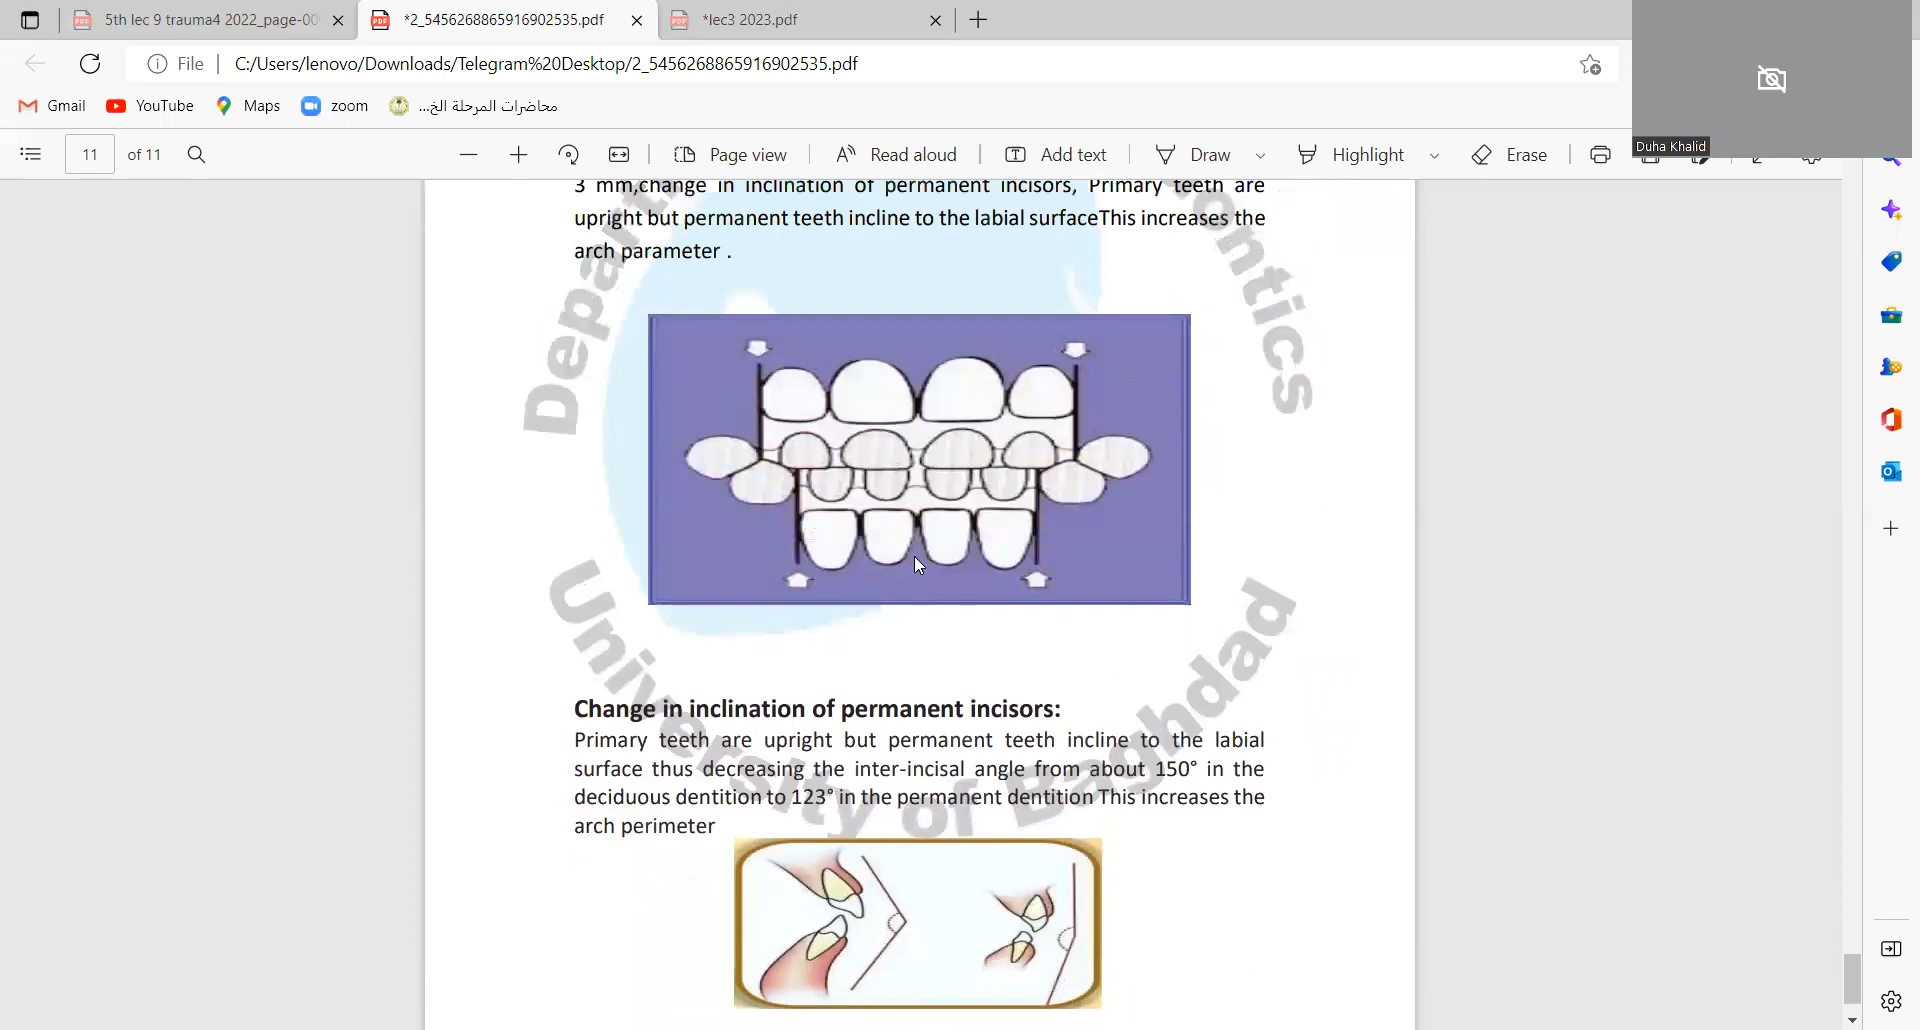 5th lec 9 trauma4 2022_page-00
*2_5456268865916902535.pdf
*lec3 2023.pdf
File
C:/Users/lenovo/Downloads/Telegram%20Desktop/2_5456268865916902535.pdf
Gmail
YouTube
Maps
zoom
محاضرات المرحلة الخ...
Duha Khalid
11
of 11
Page view
Read aloud
Add text
Draw
Highlight
Erase
3 mm,change in inclination of permanent incisors, Primary teeth are
upright but permanent teeth incline to the labial surfaceThis increases the
arch parameter .
Change in inclination of permanent incisors:
Primary teeth are upright but permanent teeth incline to the labial
surface thus decreasing the inter-incisal angle from about 150° in the
deciduous dentition to 123° in the permanent dentition This increases the
arch perimeter
University of Baghdad